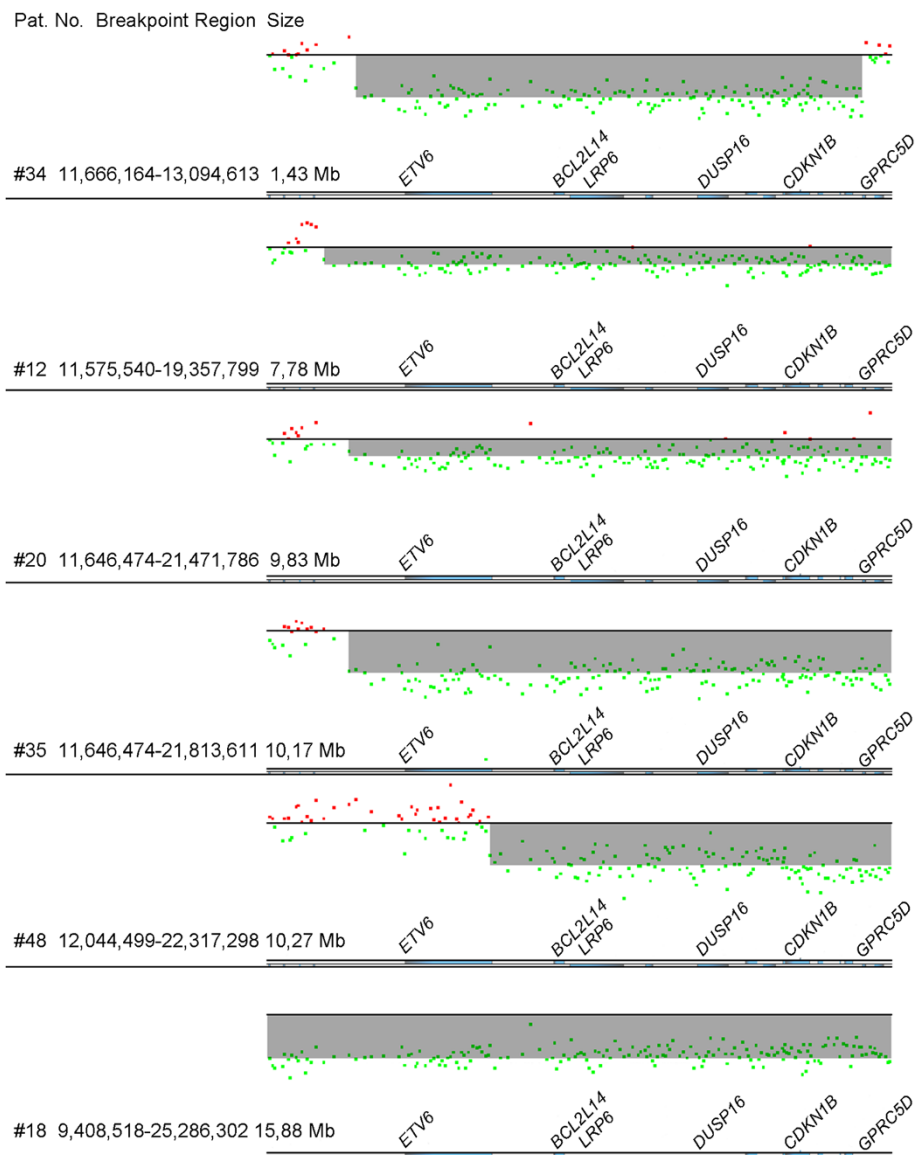 Pat. No. Breakpoint Region Size
#34 11,666,164-13,094,613 1,43 Mb
ETV6 BCL2L14 LRP6 DUSP16 CDKN1B GPRC5D
#12 11,575,540-19,357,799 7,78 Mb
ETV6 BCL2L14 LRP6 DUSP16 CDKN1B GPRC5D
#20 11,646,474-21,471,786 9,83 Mb
ETV6 BCL2L14 LRP6 DUSP16 CDKN1B GPRC5D
#35 11,646,474-21,813,611 10,17 Mb
ETV6 BCL2L14 LRP6 DUSP16 CDKN1B GPRC5D
#48 12,044,499-22,317,298 10,27 Mb
ETV6 BCL2L14 LRP6 DUSP16 CDKN1B GPRC5D
#18 9,408,518-25,286,302 15,88 Mb
ETV6 BCL2L14 LRP6 DUSP16 CDKN1B GPRC5D